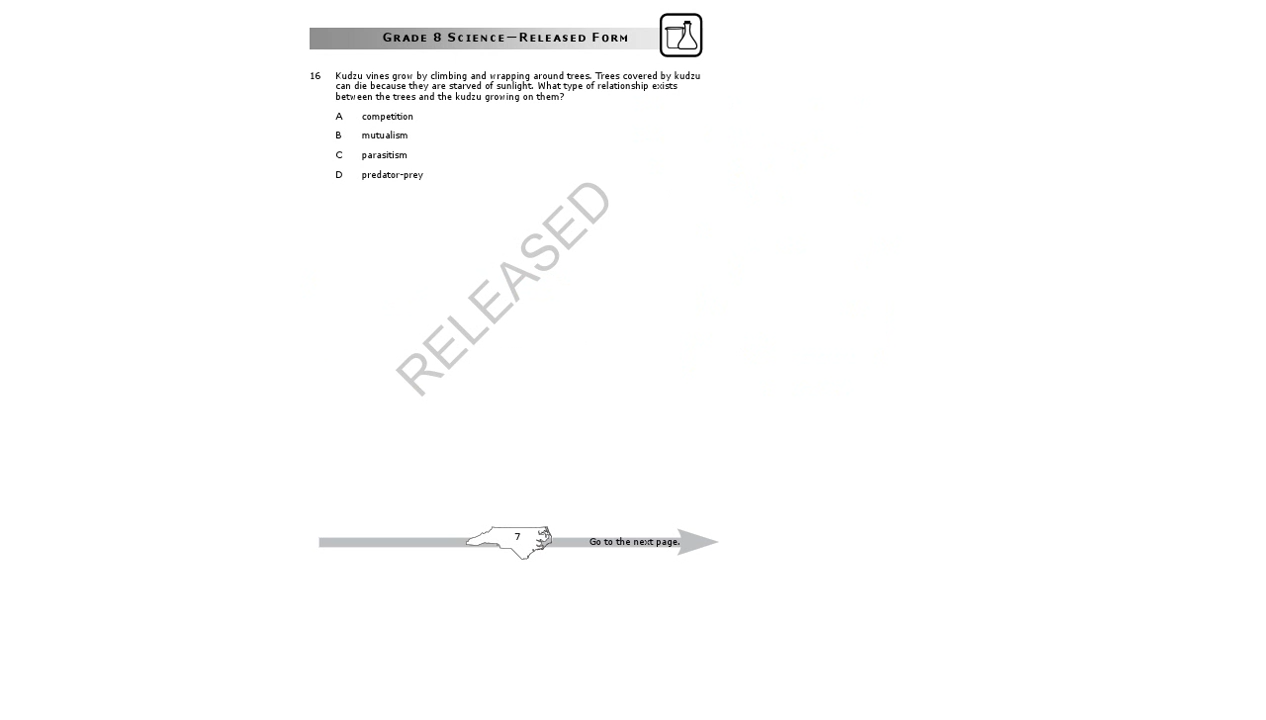 GRADE 8 SCIENCE—RELEASED FORM
16 Kudzu vines grow by climbing and wrapping around trees. Trees covered by kudzu
can die because they are starved of sunlight. What type of relationship exists
between the trees and the kudzu growing on them?
A competition
B mutualism
C parasitism
D predator-prey
RELEASED
7
Go to the next page.